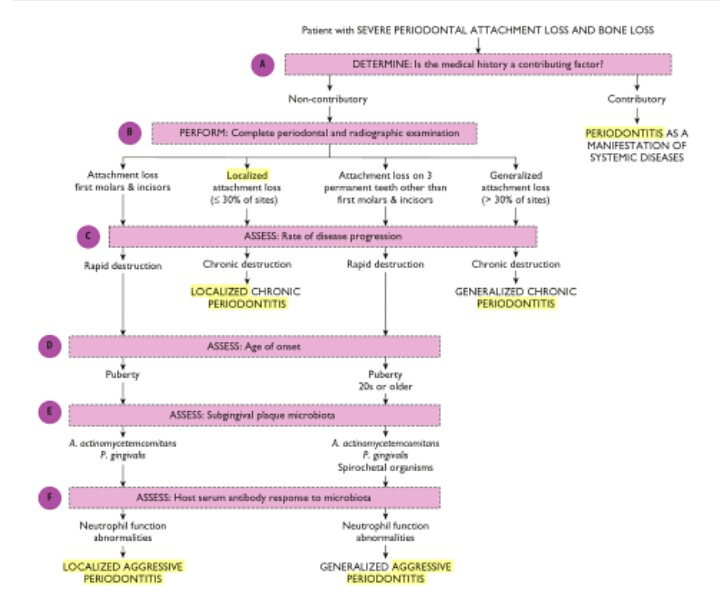 Patient with SEVERE PERIODONTAL ATTACHMENT LOSS AND BONE LOSS
A
DETERMINE: Is the medical history a contributing factor?
Non-contributory
Contributory
B
PERFORM: Complete periodontal and radiographic examination
PERIODONTITIS AS A
MANIFESTATION OF
SYSTEMIC DISEASES
Attachment loss
first molars & incisors
Localized
attachment loss
(≤ 30% of sites)
Attachment loss on 3
permanent teeth other than
first molars & incisors
Generalized
attachment loss
(> 30% of sites)
C
ASSESS: Rate of disease progression
Rapid destruction
Chronic destruction
Rapid destruction
Chronic destruction
LOCALIZED CHRONIC
PERIODONTITIS
GENERALIZED CHRONIC
PERIODONTITIS
D
ASSESS: Age of onset
Puberty
Puberty
20s or older
E
ASSESS: Subgingival plaque microbiota
A. actinomycetemcomitans
P. gingivalis
A. actinomycetemcomitans
P. gingivalis
Spirochetal organisms
F
ASSESS: Host serum antibody response to microbiota
Neutrophil function
abnormalities
Neutrophil function
abnormalities
LOCALIZED AGGRESSIVE
PERIODONTITIS
GENERALIZED AGGRESSIVE
PERIODONTITIS